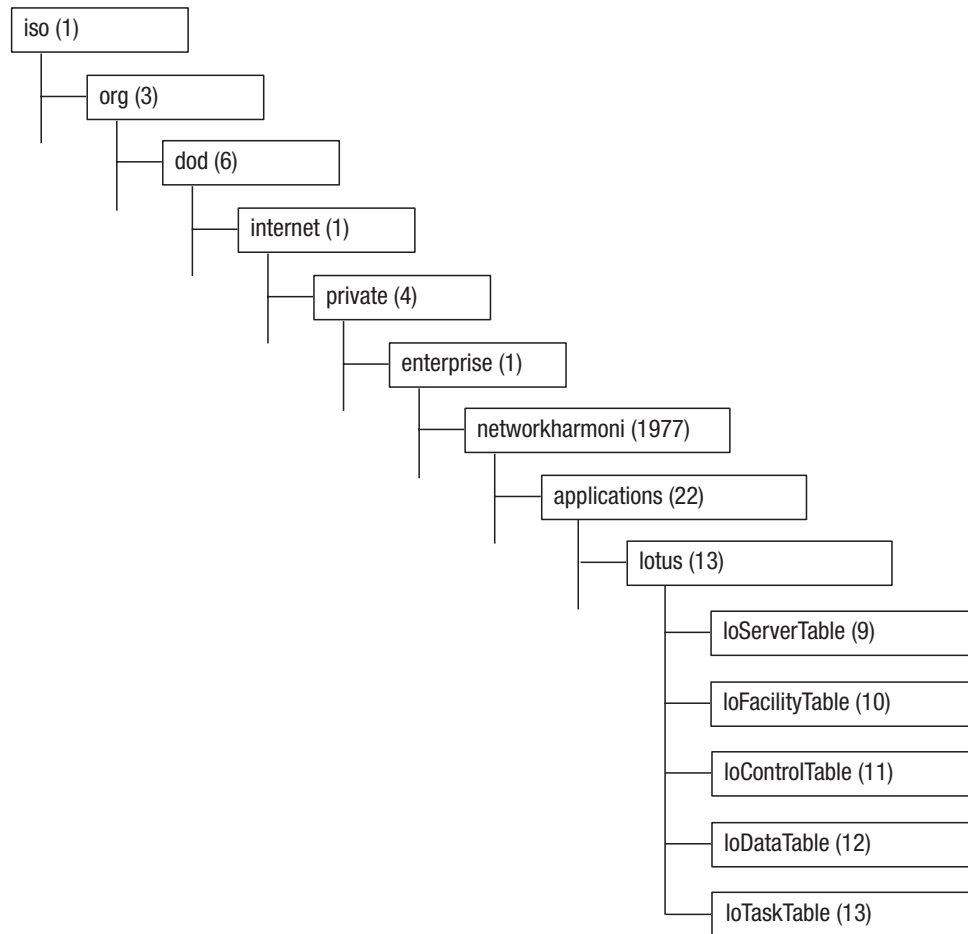 iso (1)
org (3)
dod (6)
internet (1)
private (4)
enterprise (1)
networkharmoni (1977)
applications (22)
lotus (13)
loServerTable (9)
loFacilityTable (10)
loControlTable (11)
loDataTable (12)
loTaskTable (13)